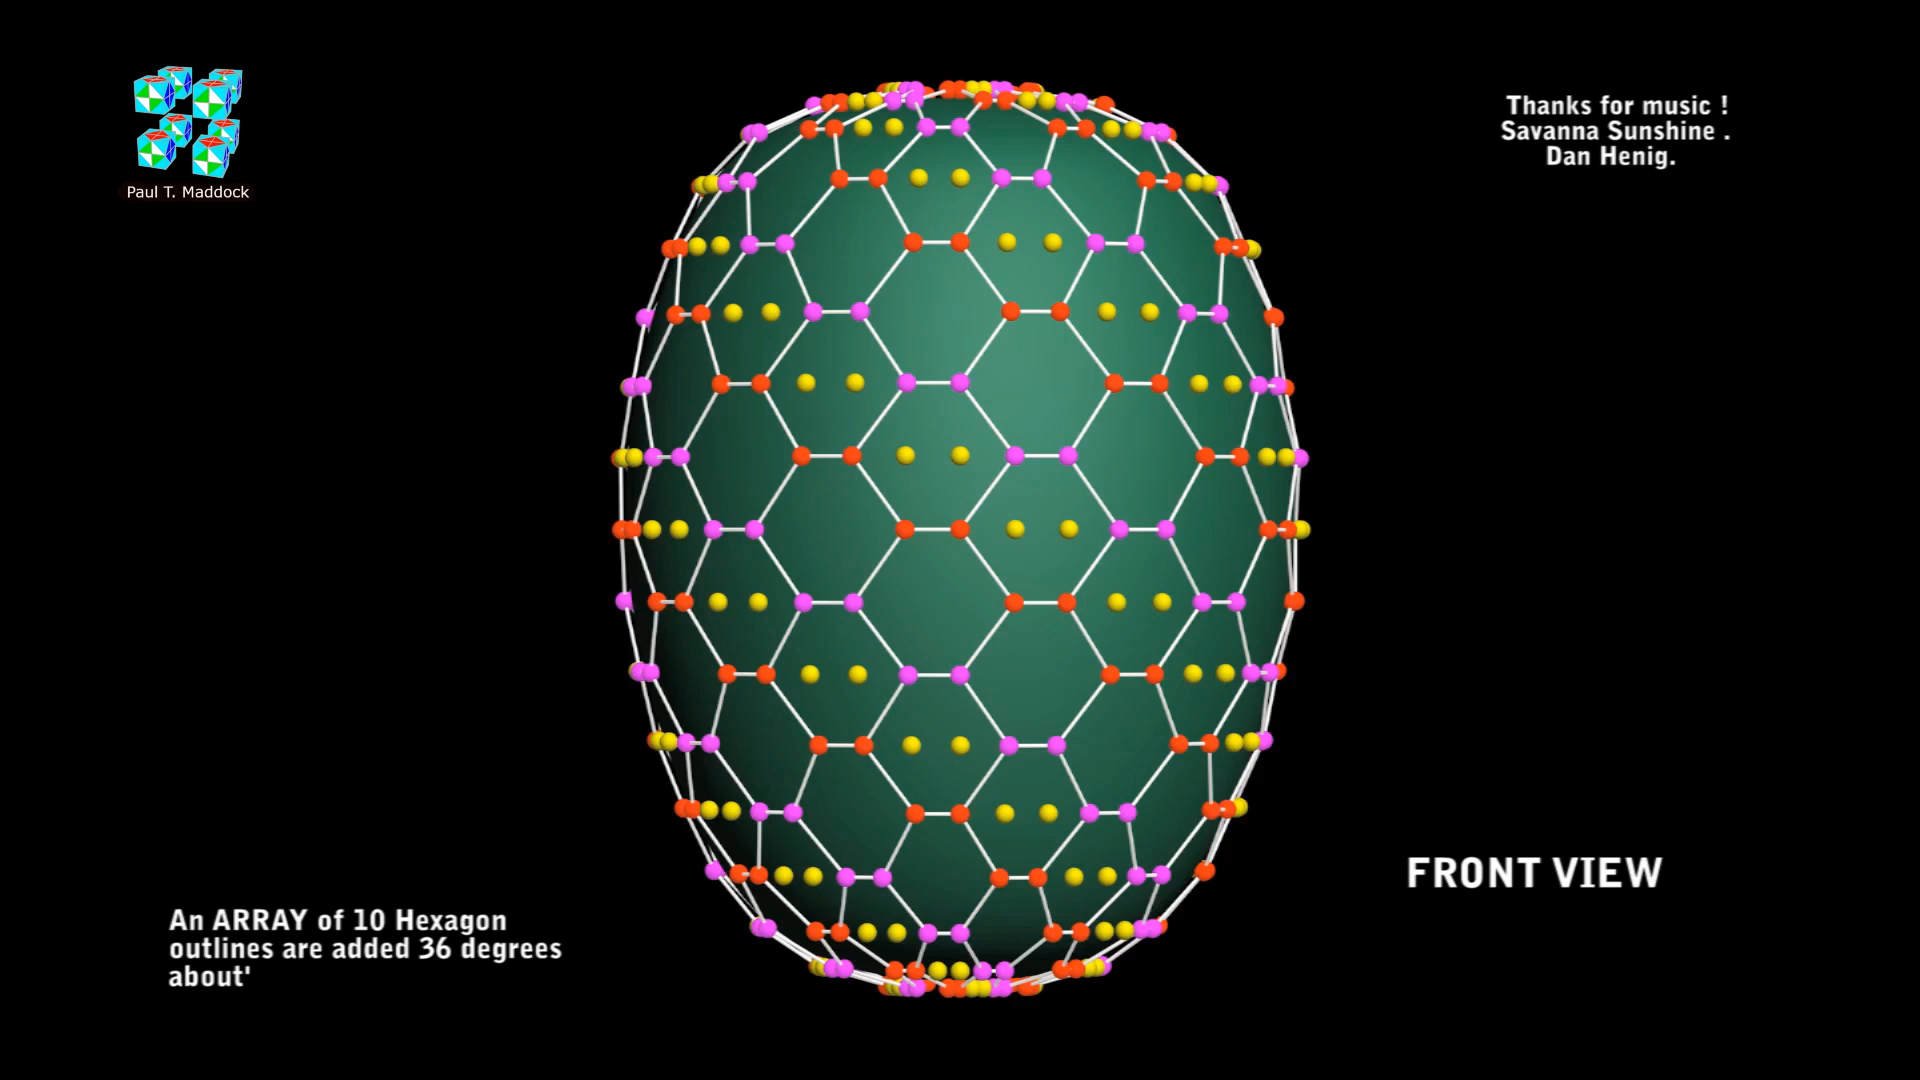 Paul T. Maddock
Thanks for music !
Savanna Sunshine .
Dan Henig.
FRONT VIEW
An ARRAY of 10 Hexagon
outlines are added 36 degrees
about'